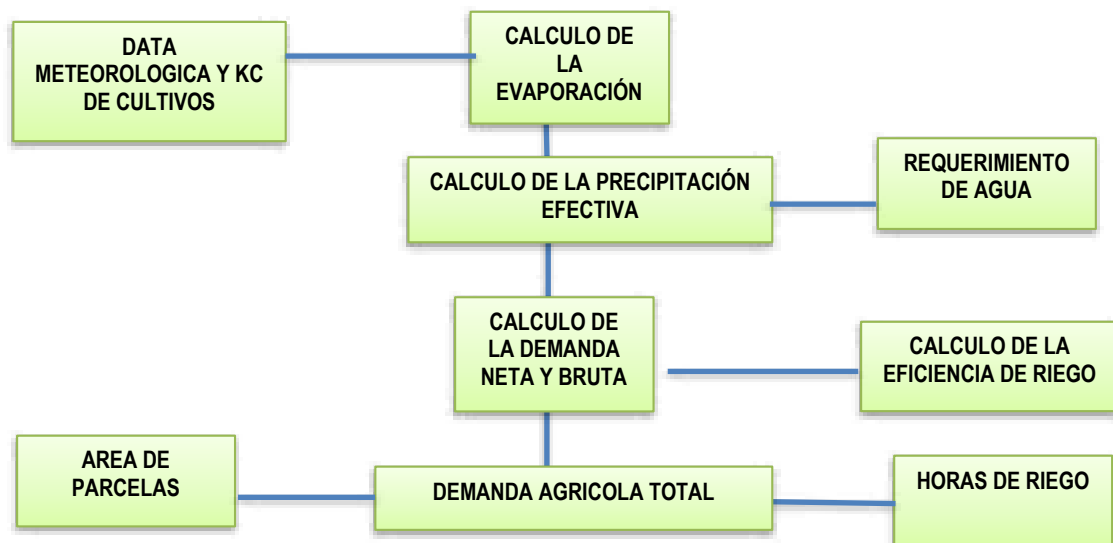 DATA
METEOROLOGICA Y KC
DE CULTIVOS
CALCULO DE
LA
EVAPORACIÓN
CALCULO DE LA PRECIPITACIÓN
EFECTIVA
REQUERIMIENTO
DE AGUA
CALCULO DE
LA DEMANDA
NETA Y BRUTA
CALCULO DE LA
EFICIENCIA DE RIEGO
AREA DE
PARCELAS
DEMANDA AGRICOLA TOTAL
HORAS DE RIEGO